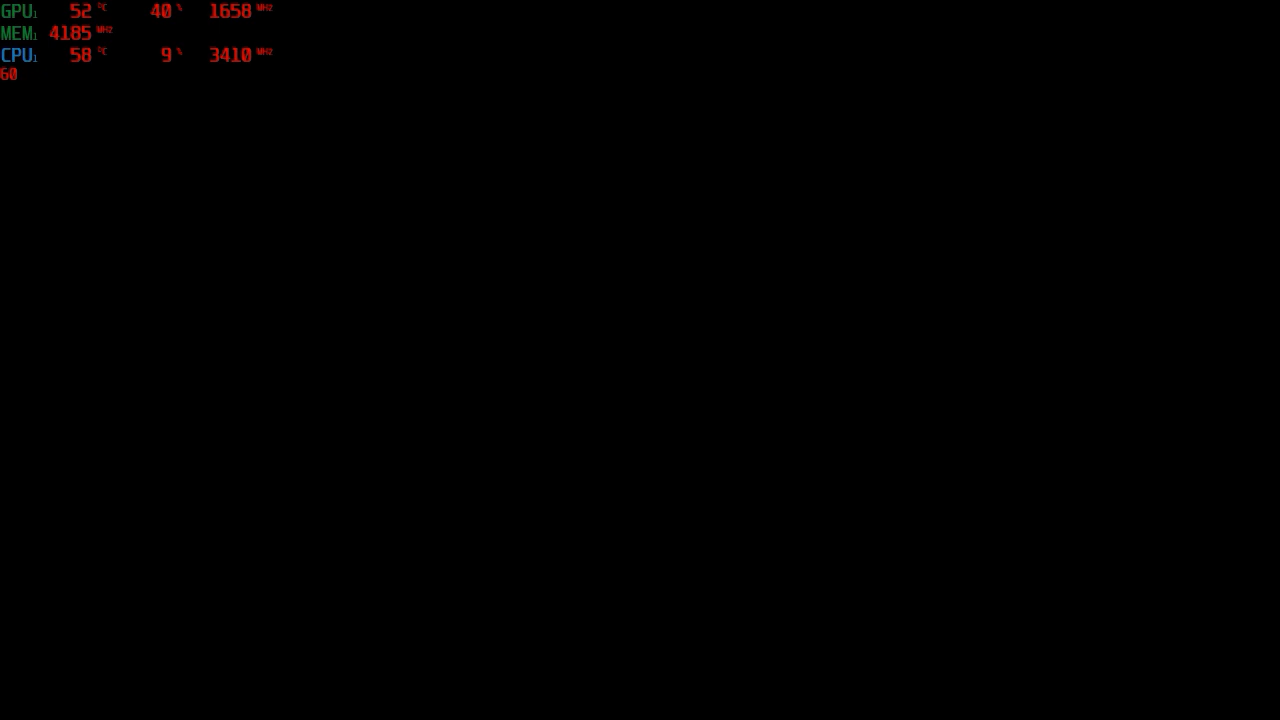 GPU1 52 °C 40 % 1658 MHz
MEM1 4185 MHz
CPU1 58 °C 9 % 3410 MHz
60